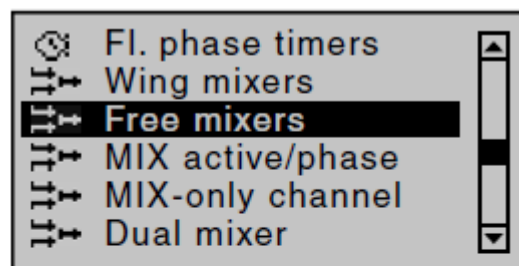 Fl. phase timers
Wing mixers
Free mixers
MIX active/phase
MIX-only channel
Dual mixer